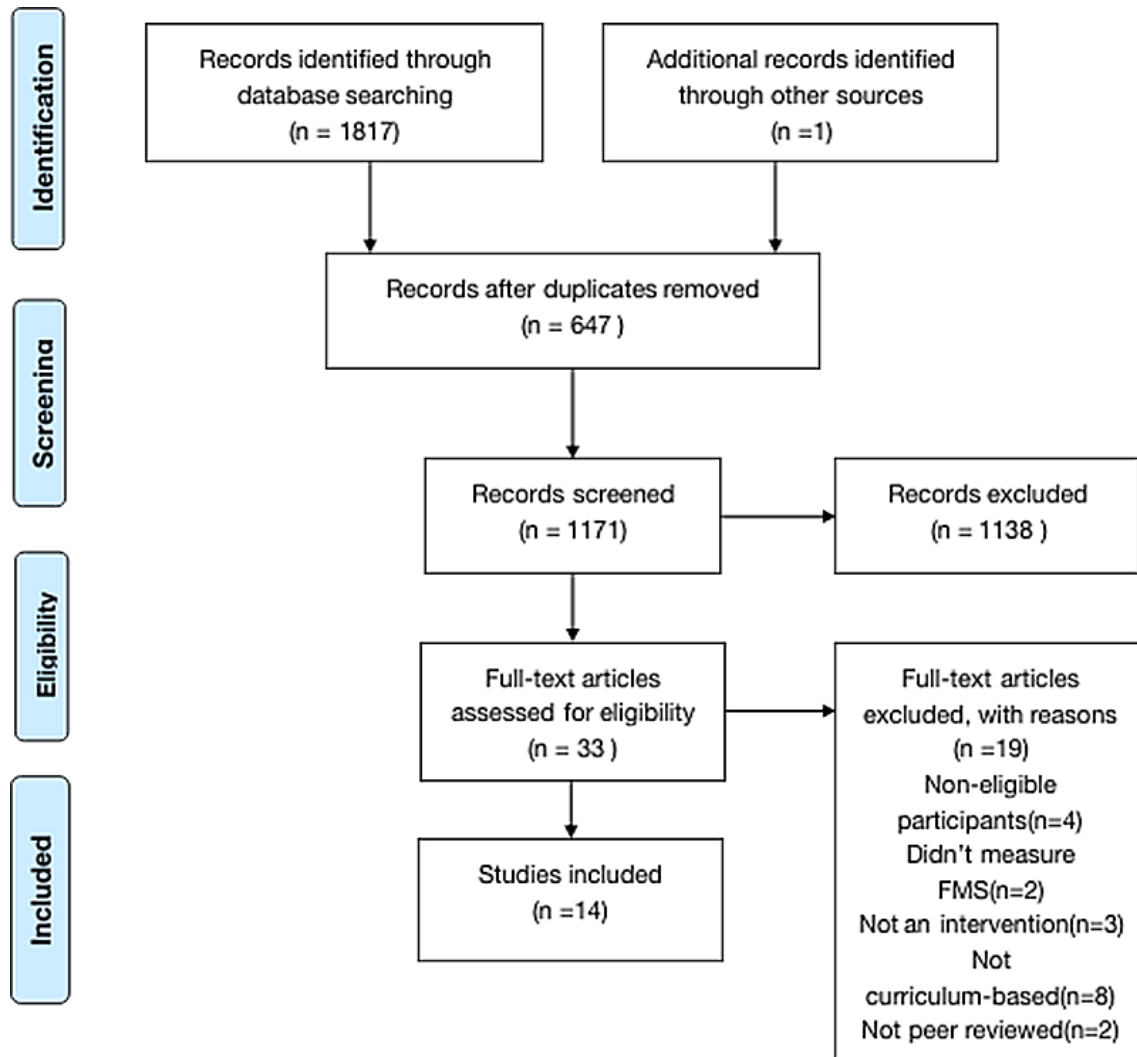 Identification
Records identified through
database searching
(n = 1817)
Additional records identified
through other sources
(n =1)
Records after duplicates removed
(n = 647 )
Screening
Records screened
(n = 1171)
Records excluded
(n = 1138 )
Eligibility
Full-text articles
assessed for eligibility
(n = 33 )
Full-text articles
excluded, with reasons
(n =19)
Non-eligible
participants(n=4)
Didn't measure
FMS(n=2)
Not an intervention(n=3)
Not
curriculum-based(n=8)
Not peer reviewed(n=2)
Included
Studies included
(n =14)